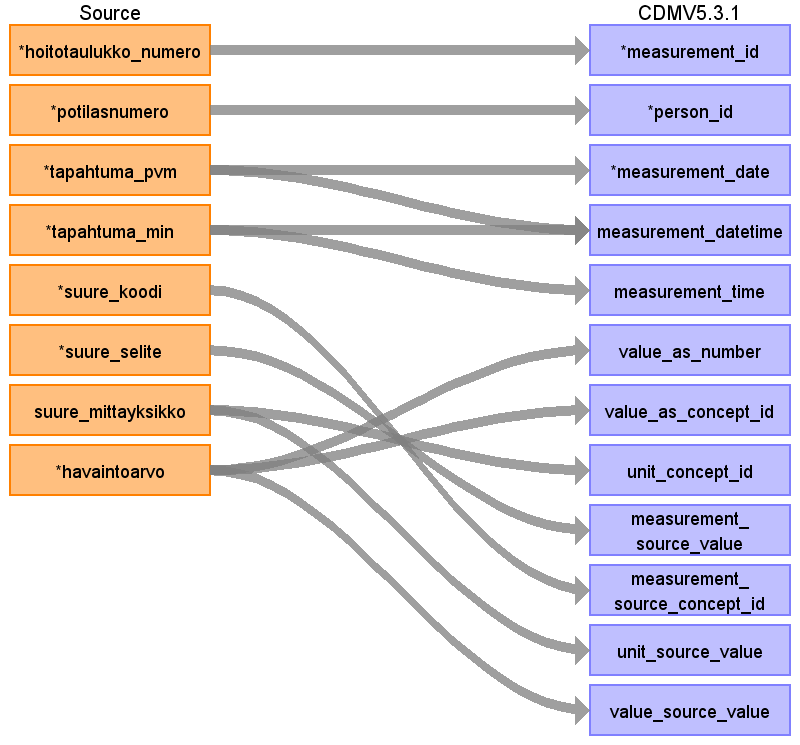 Source
CDMV5.3.1
*hoitotaulukko_numero
*measurement_id
*potilasnumero
*person_id
*tapahtuma_pvm
*measurement_date
*tapahtuma_min
measurement_datetime
*suure_koodi
measurement_time
*suure_selite
value_as_number
suure_mittayksikko
value_as_concept_id
*havaintoarvo
unit_concept_id
measurement_
source_value
measurement_
source_concept_id
unit_source_value
value_source_value